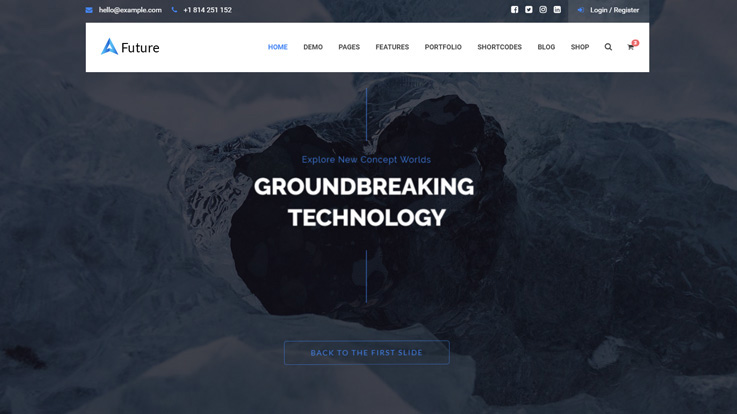 hello@example.com +1 814 251 152 Login / Register
Future HOME DEMO PAGES FEATURES PORTFOLIO SHORTCODES BLOG SHOP
Explore New Concept Worlds
GROUNDBREAKING
TECHNOLOGY
BACK TO THE FIRST SLIDE